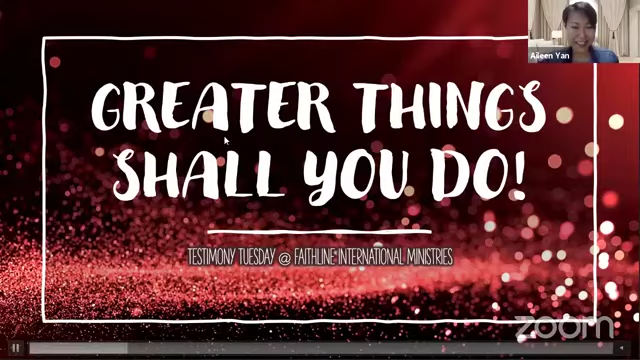 Aileen Yan
GREATER THINGS
SHALL YOU DO!
TESTIMONY TUESDAY @ FAITHLINE INTERNATIONAL MINISTRIES
zoom